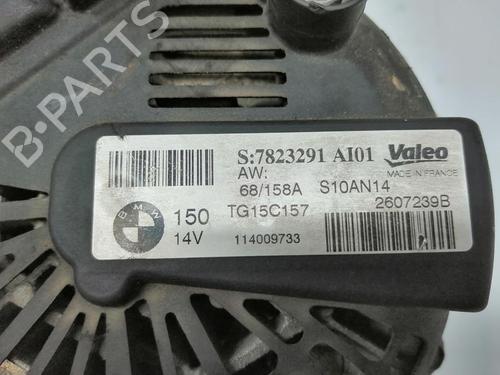 B-PARTS
S:7823291 AI01 Valeo
AW: MADE IN FRANCE
68/158A S10AN14
BMW 150 TG15C157 2607239B
14V 114009733